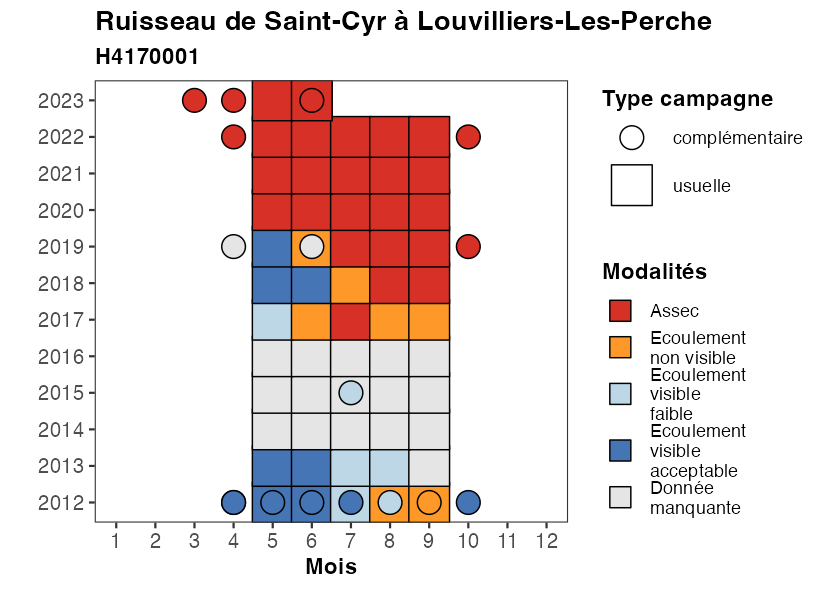 Ruisseau de Saint-Cyr à Louvilliers-Les-Perche
H4170001
2023
2022
2021
2020
2019
2018
2017
2016
2015
2014
2013
2012
1 2 3 4 5 6 7 8 9 10 11 12
Mois
Type campagne
complémentaire
usuelle
Modalités
Assec
Ecoulement
non visible
Ecoulement
visible
faible
Ecoulement
visible
acceptable
Donnée
manquante